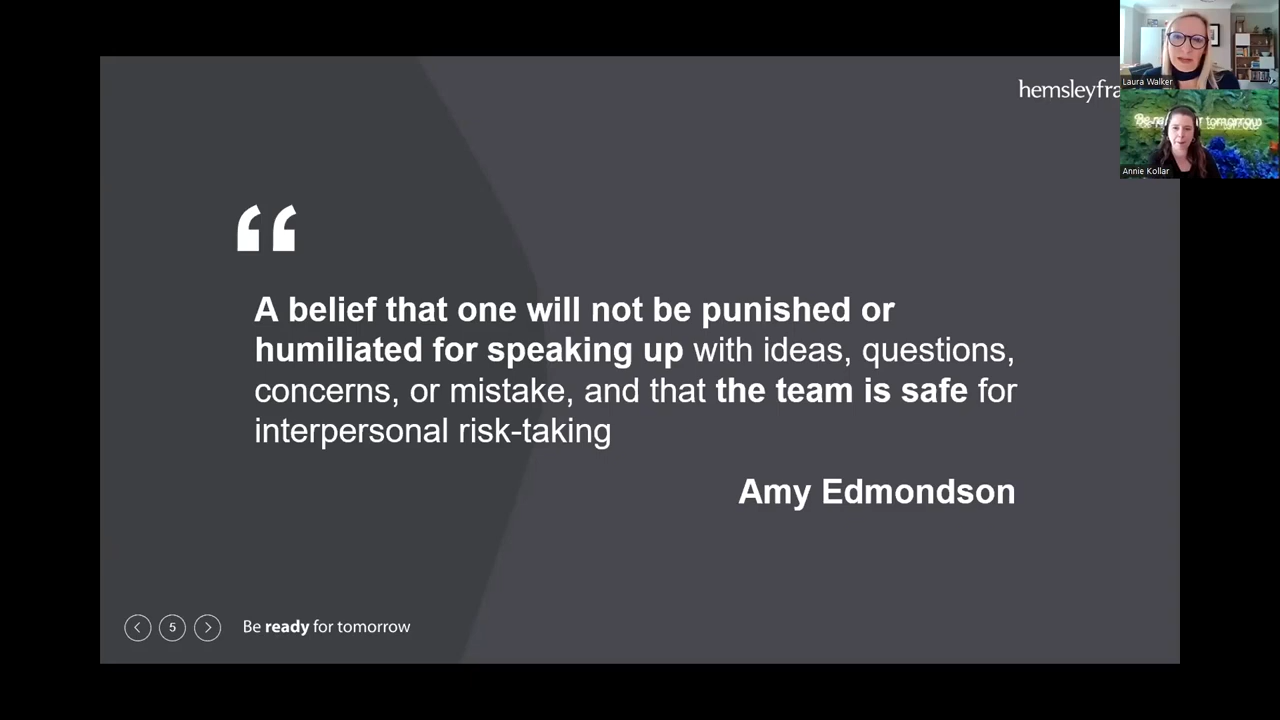 hemsleyfra
Laura Walker
Annie Kollar
“
A belief that one will not be punished or
humiliated for speaking up with ideas, questions,
concerns, or mistake, and that the team is safe for
interpersonal risk-taking
Amy Edmondson
5
Be ready for tomorrow